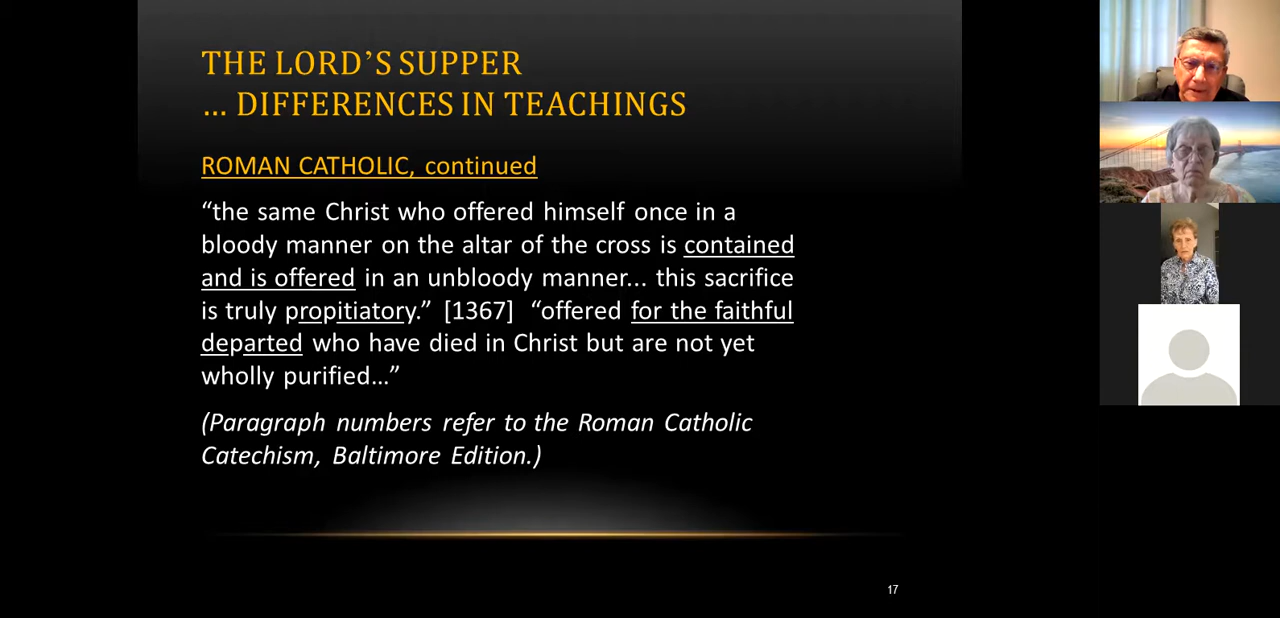 THE LORD’S SUPPER
… DIFFERENCES IN TEACHINGS
ROMAN CATHOLIC, continued
“the same Christ who offered himself once in a
bloody manner on the altar of the cross is contained
and is offered in an unbloody manner... this sacrifice
is truly propitiatory.” [1367] “offered for the faithful
departed who have died in Christ but are not yet
wholly purified…”
(Paragraph numbers refer to the Roman Catholic
Catechism, Baltimore Edition.)
17